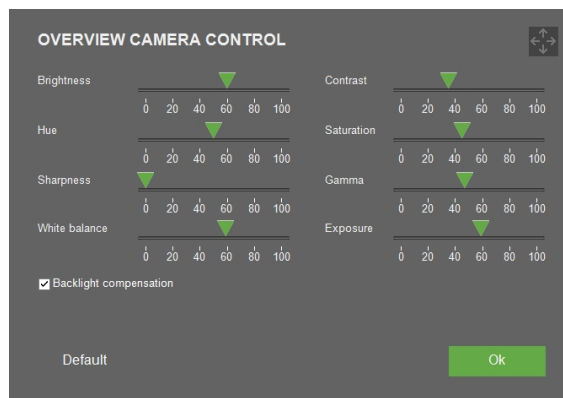 OVERVIEW CAMERA CONTROL
Brightness
0 20 40 60 80 100
Contrast
0 20 40 60 80 100
Hue
0 20 40 60 80 100
Saturation
0 20 40 60 80 100
Sharpness
0 20 40 60 80 100
Gamma
0 20 40 60 80 100
White balance
0 20 40 60 80 100
Exposure
0 20 40 60 80 100
Backlight compensation
Default
Ok